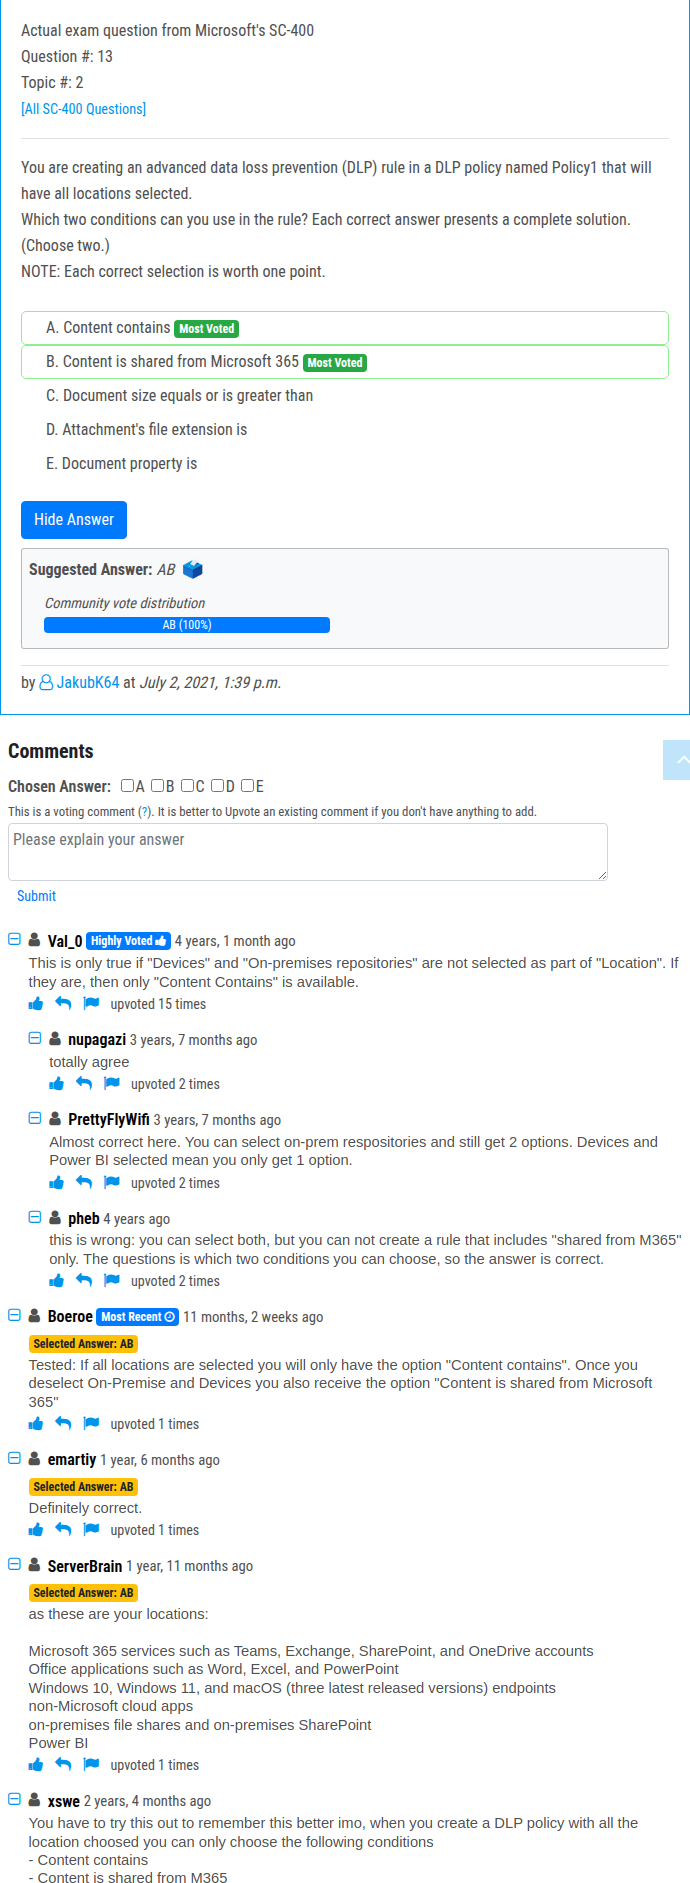 Actual exam question from Microsoft's SC-400
Question #: 13
Topic #: 2
[All SC-400 Questions]
You are creating an advanced data loss prevention (DLP) rule in a DLP policy named Policy1 that will
have all locations selected.
Which two conditions can you use in the rule? Each correct answer presents a complete solution.
(Choose two.)
NOTE: Each correct selection is worth one point.
A. Content contains Most Voted
B. Content is shared from Microsoft 365 Most Voted
C. Document size equals or is greater than
D. Attachment's file extension is
E. Document property is
Hide Answer
Suggested Answer: AB
Community vote distribution
AB (100%)
by JakubK64 at July 2, 2021, 1:39 p.m.
Comments
Chosen Answer: A B C D E
This is a voting comment (?). It is better to Upvote an existing comment if you don't have anything to add.
Please explain your answer
Submit
Val_0 Highly Voted 4 years, 1 month ago
This is only true if "Devices" and "On-premises repositories" are not selected as part of "Location". If
they are, then only "Content Contains" is available.
upvoted 15 times
nupagazi 3 years, 7 months ago
totally agree
upvoted 2 times
PrettyFlyWifi 3 years, 7 months ago
Almost correct here. You can select on-prem respositories and still get 2 options. Devices and
Power BI selected mean you only get 1 option.
upvoted 2 times
pheb 4 years ago
this is wrong: you can select both, but you can not create a rule that includes "shared from M365"
only. The questions is which two conditions you can choose, so the answer is correct.
upvoted 2 times
Boeroe Most Recent 11 months, 2 weeks ago
Selected Answer: AB
Tested: If all locations are selected you will only have the option "Content contains". Once you
deselect On-Premise and Devices you also receive the option "Content is shared from Microsoft
365"
upvoted 1 times
emartiy 1 year, 6 months ago
Selected Answer: AB
Definitely correct.
upvoted 1 times
ServerBrain 1 year, 11 months ago
Selected Answer: AB
as these are your locations:
Microsoft 365 services such as Teams, Exchange, SharePoint, and OneDrive accounts
Office applications such as Word, Excel, and PowerPoint
Windows 10, Windows 11, and macOS (three latest released versions) endpoints
non-Microsoft cloud apps
on-premises file shares and on-premises SharePoint
Power BI
upvoted 1 times
xswe 2 years, 4 months ago
You have to try this out to remember this better imo, when you create a DLP policy with all the
location choosed you can only choose the following conditions
- Content contains
- Content is shared from M365